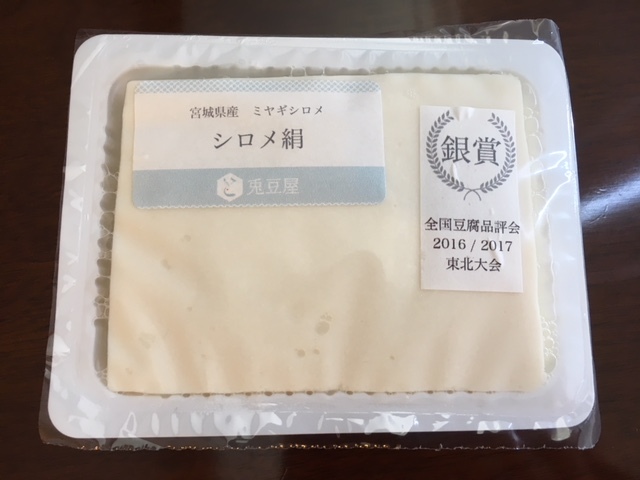 宮城県産　ミヤギシロメ
シロメ絹
兎豆屋
銀賞
全国豆腐品評会
2016 / 2017
東北大会